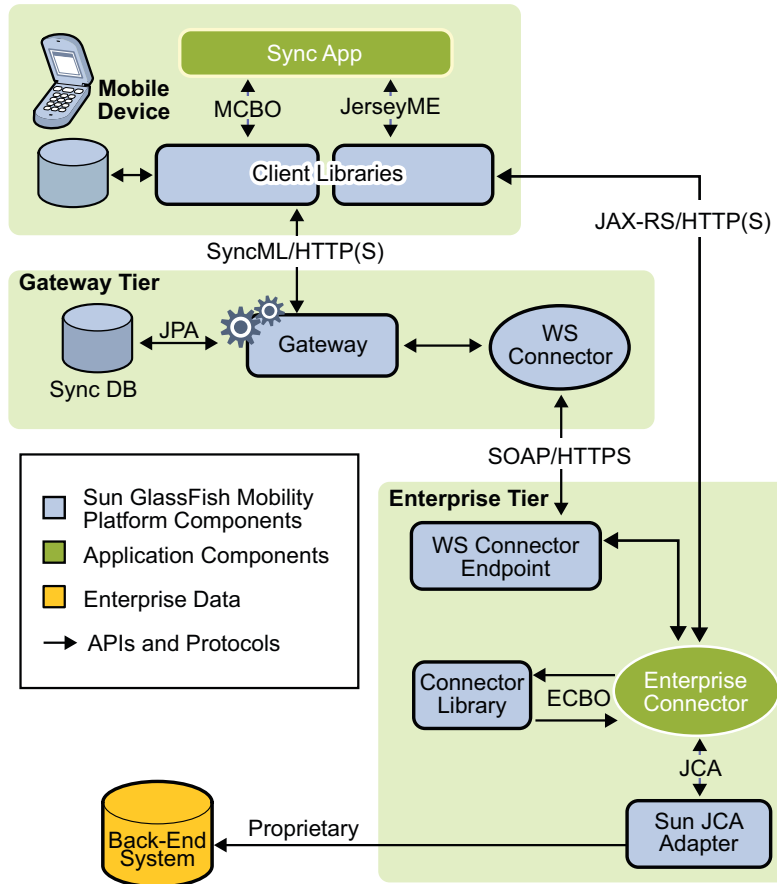 Sync App
Mobile
Device
MCBO
JerseyME
Client Libraries
JAX-RS/HTTP(S)
SyncML/HTTP(S)
Gateway Tier
JPA
Gateway
WS
Connector
Sync DB
SOAP/HTTPS
Sun GlassFish Mobility
Platform Components
Application Components
Enterprise Data
APIs and Protocols
Enterprise Tier
WS Connector
Endpoint
Connector
Library
ECBO
Enterprise
Connector
JCA
Sun JCA
Adapter
Proprietary
Back-End
System